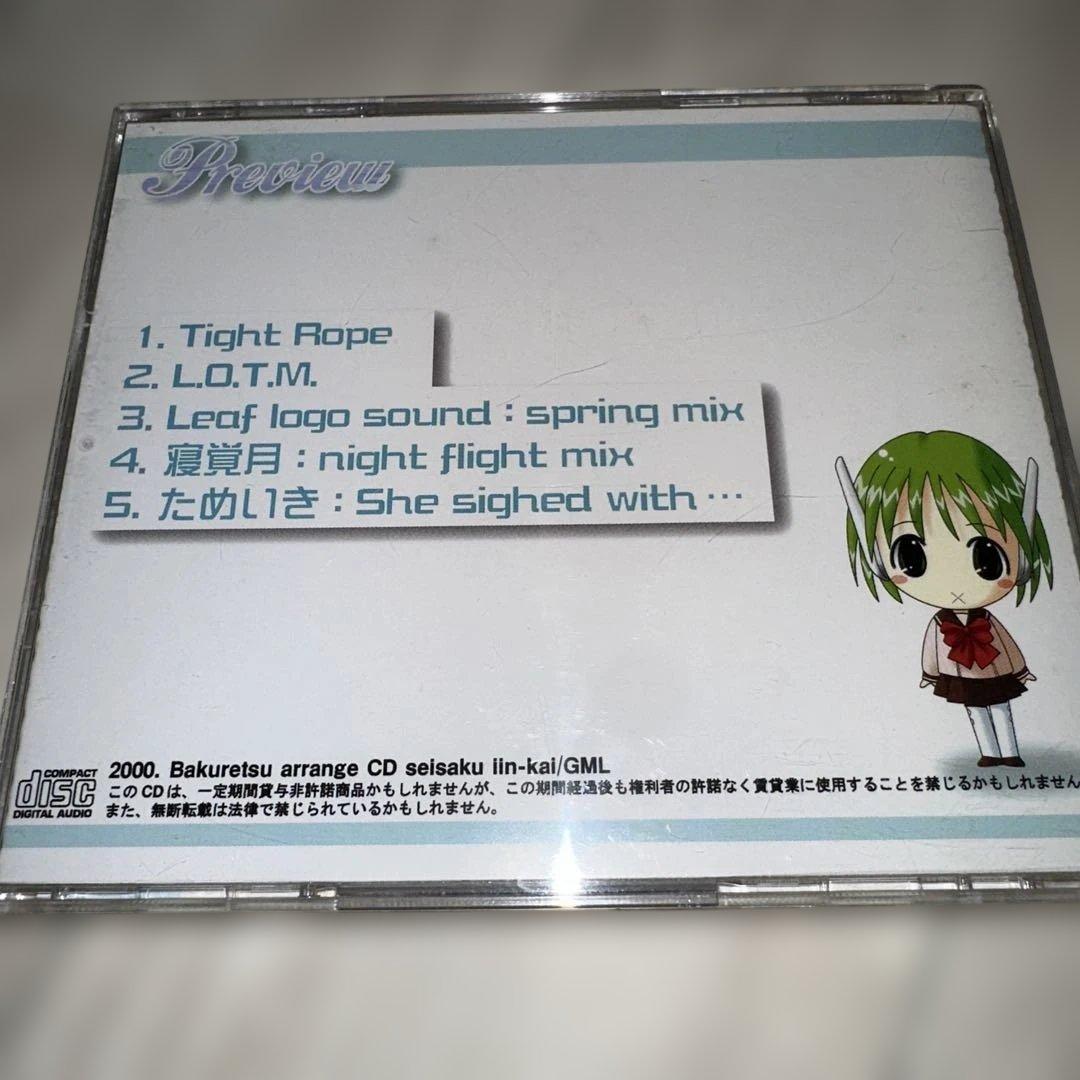 Preview
1. Tight Rope
2. L.O.T.M.
3. Leaf logo sound : spring mix
4. 寝覚月 : night flight mix
5. ためいき : She sighed with …
COMPACT
disc
DIGITAL AUDIO
2000. Bakuretsu arrange CD seisaku iin-kai/GML
このCDは、一定期間貸与非許諾商品かもしれませんが、この期間経過後も権利者の許諾なく賃貸業に使用することを禁じるかもしれません
また、無断転載は法律で禁じられているかもしれません。